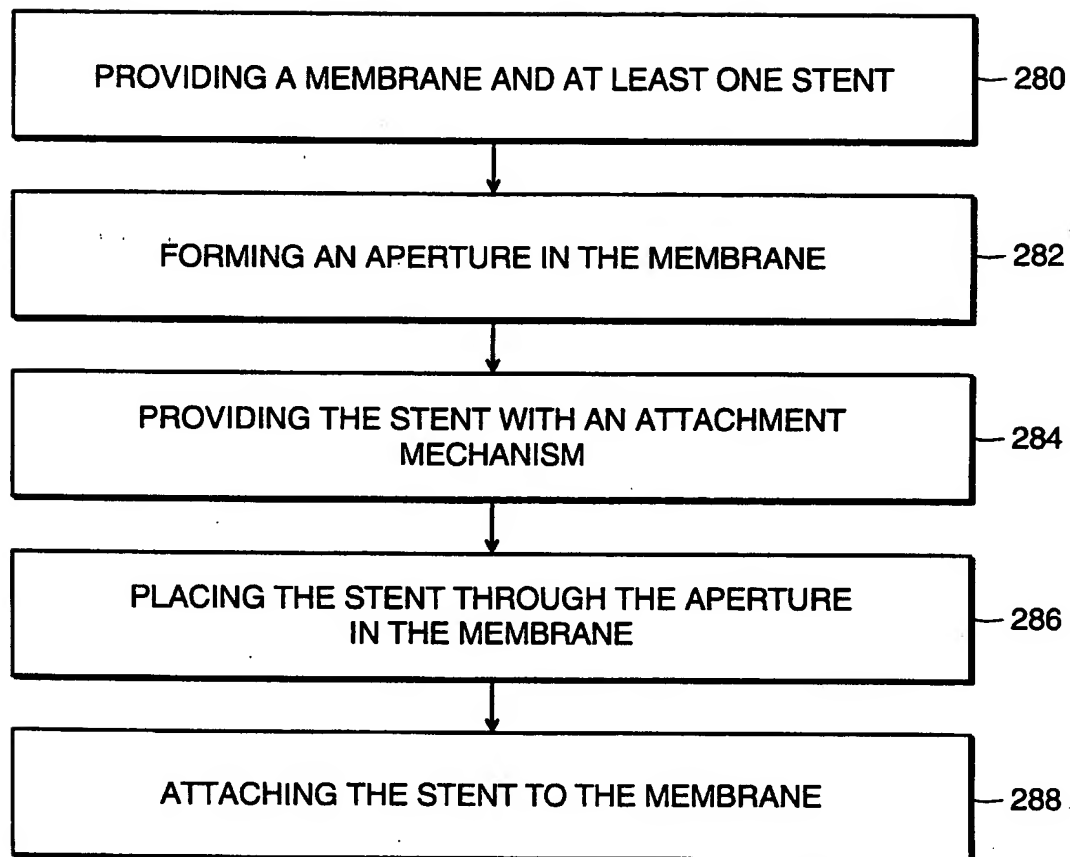 PROVIDING A MEMBRANE AND AT LEAST ONE STENT
280
FORMING AN APERTURE IN THE MEMBRANE
282
PROVIDING THE STENT WITH AN ATTACHMENT
MECHANISM
284
PLACING THE STENT THROUGH THE APERTURE
IN THE MEMBRANE
286
ATTACHING THE STENT TO THE MEMBRANE
288